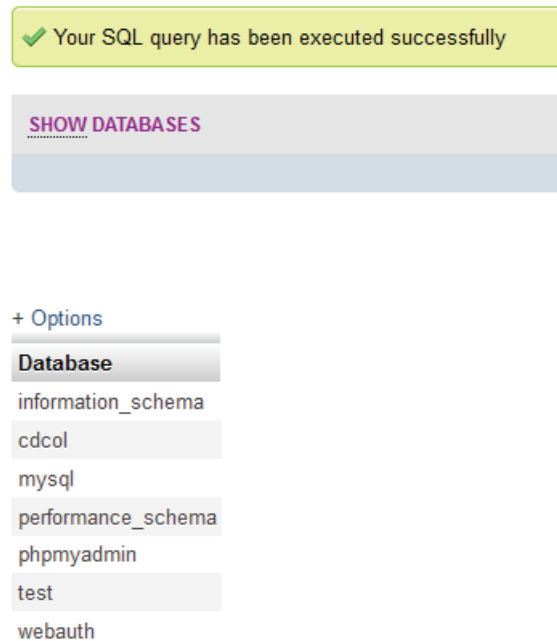 Your SQL query has been executed successfully
SHOW DATABASES
+ Options
Database
information_schema
cdcol
mysql
performance_schema
phpmyadmin
test
webauth